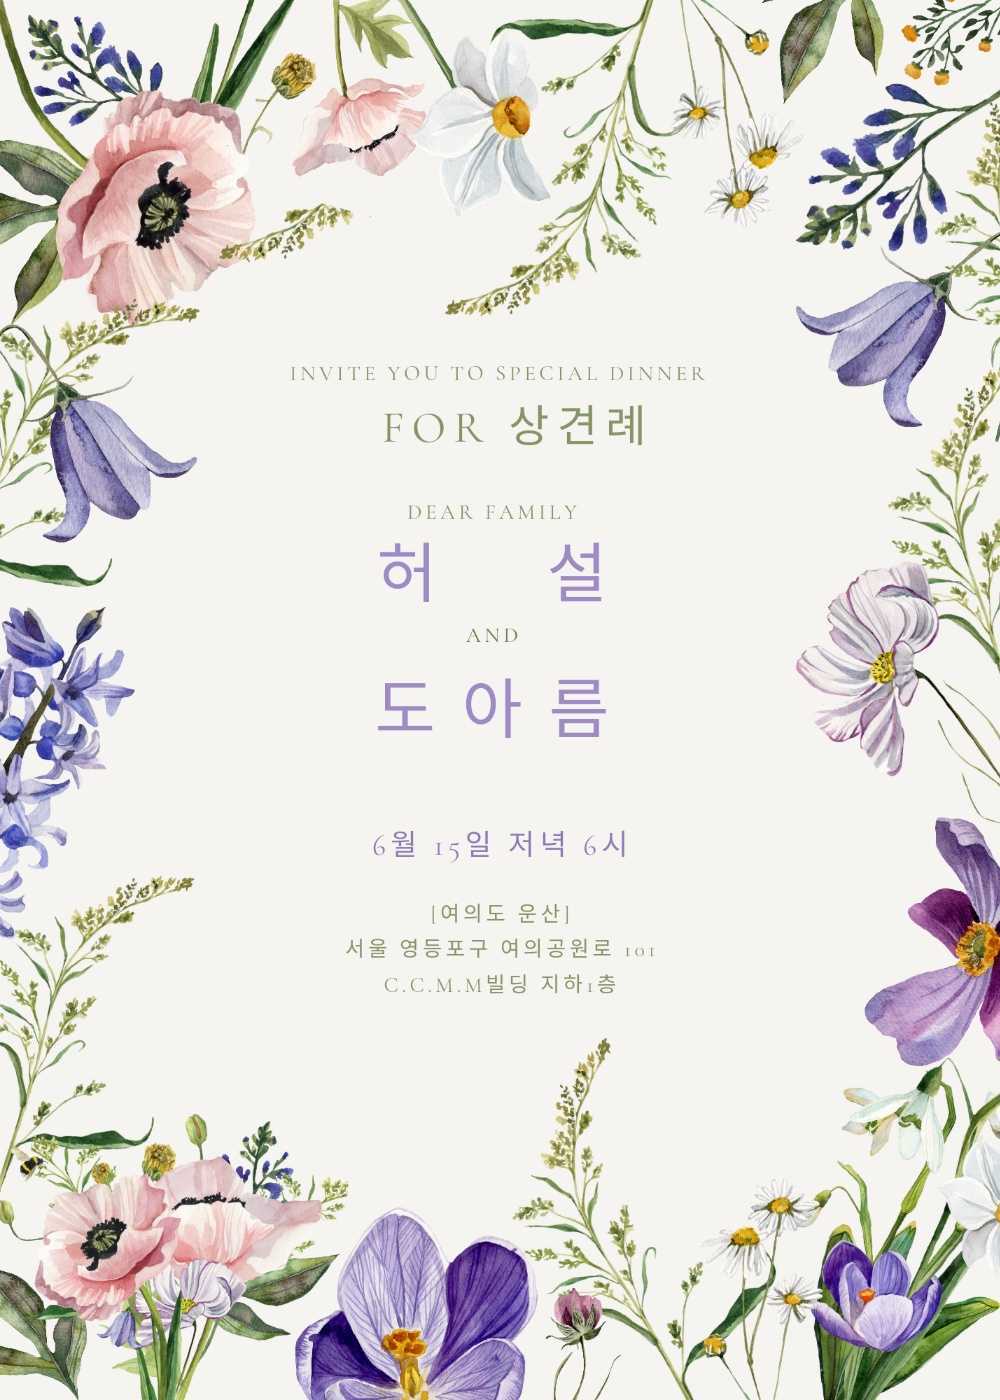 INVITE YOU TO SPECIAL DINNER
FOR 상견례
DEAR FAMILY
허 설
AND
도아름
6월 15일 저녁 6시
[여의도 운산]
서울 영등포구 여의공원로 101
C.C.M.M빌딩 지하1층